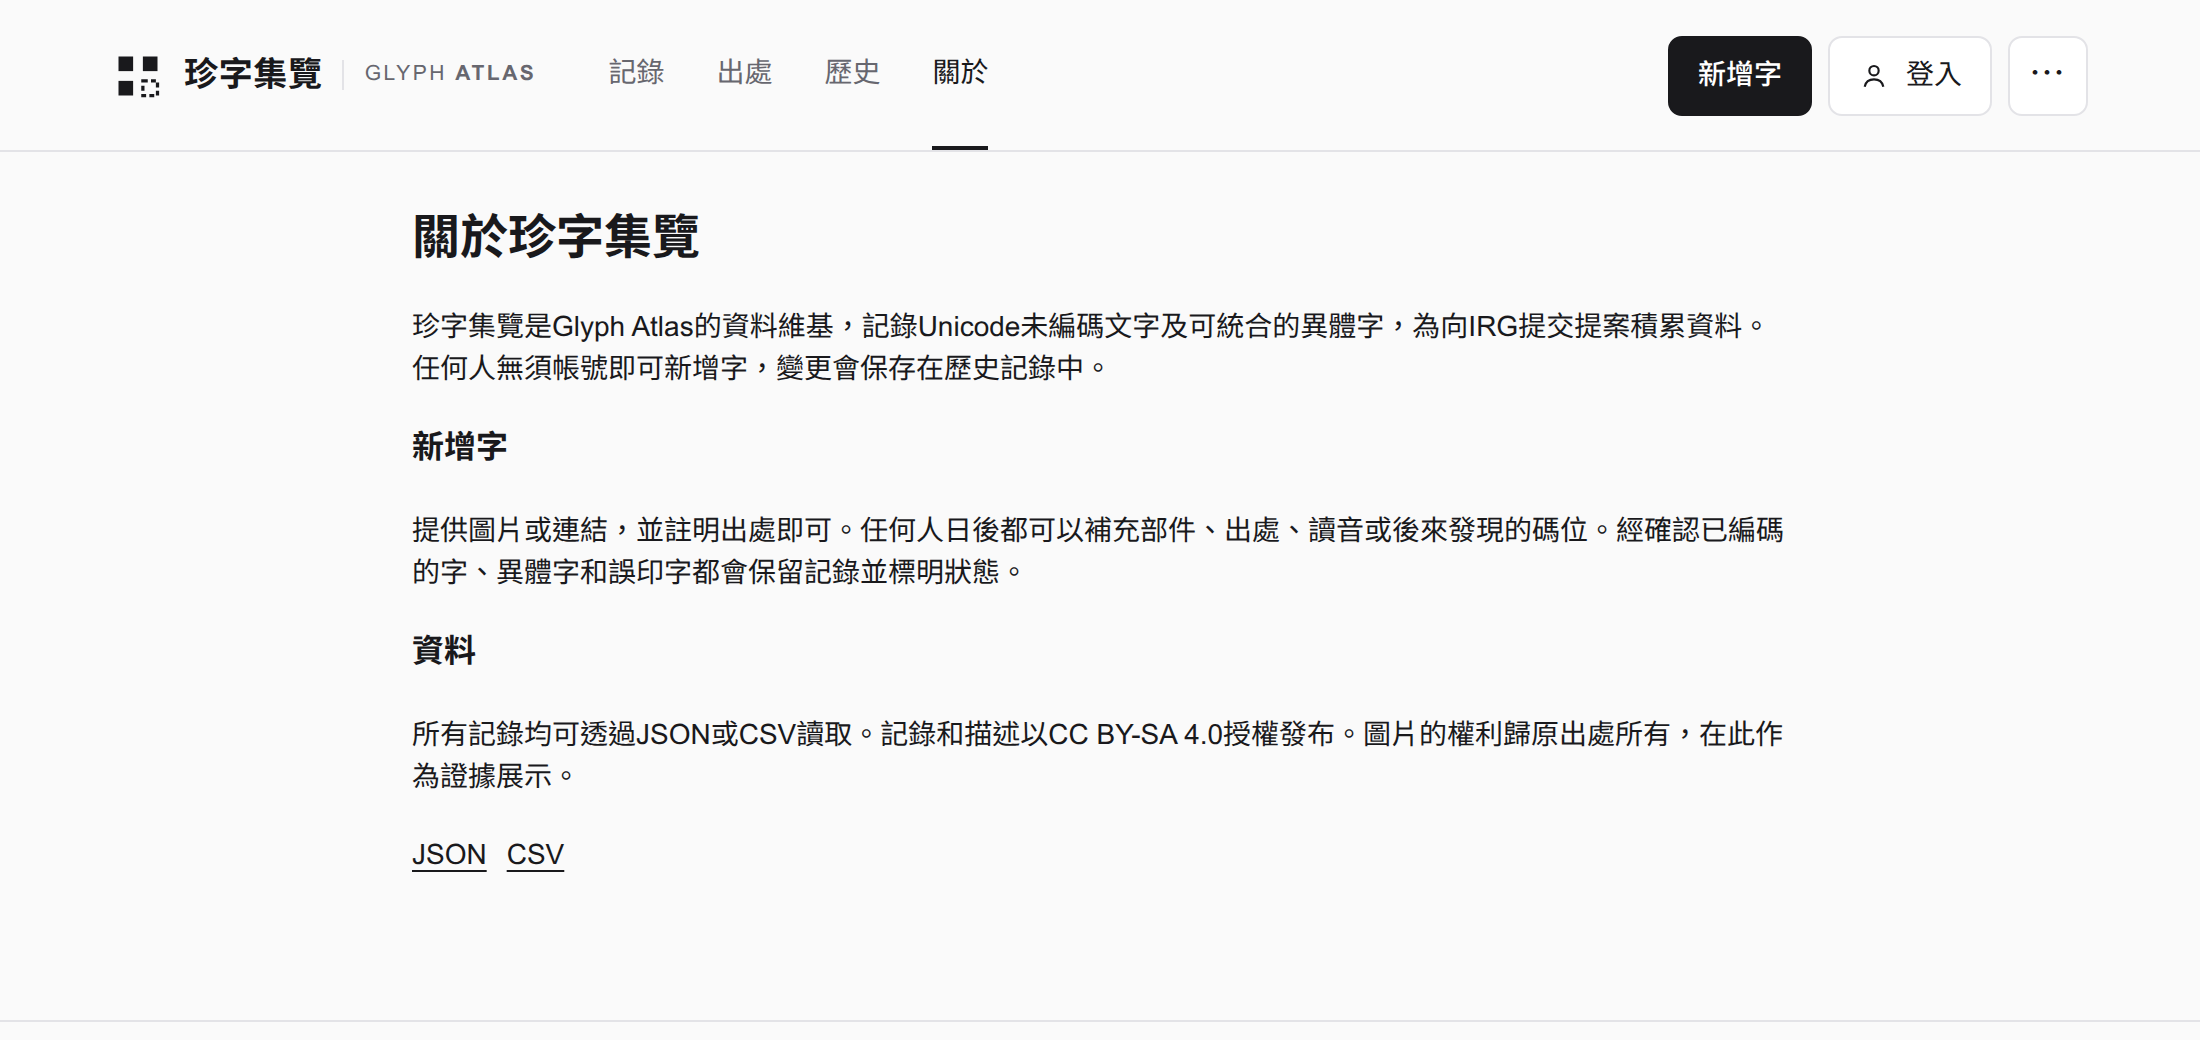 珍字集覽 GLYPH ATLAS 記錄 出處 歷史 關於 新增字 登入 ···
關於珍字集覽
珍字集覽是Glyph Atlas的資料維基，記錄Unicode未編碼文字及可統合的異體字，為向IRG提交提案積累資料。
任何人無須帳號即可新增字，變更會保存在歷史記錄中。
新增字
提供圖片或連結，並註明出處即可。任何人日後都可以補充部件、出處、讀音或後來發現的碼位。經確認已編碼
的字、異體字和誤印字都會保留記錄並標明狀態。
資料
所有記錄均可透過JSON或CSV讀取。記錄和描述以CC BY-SA 4.0授權發布。圖片的權利歸原出處所有，在此作
為證據展示。
JSON CSV